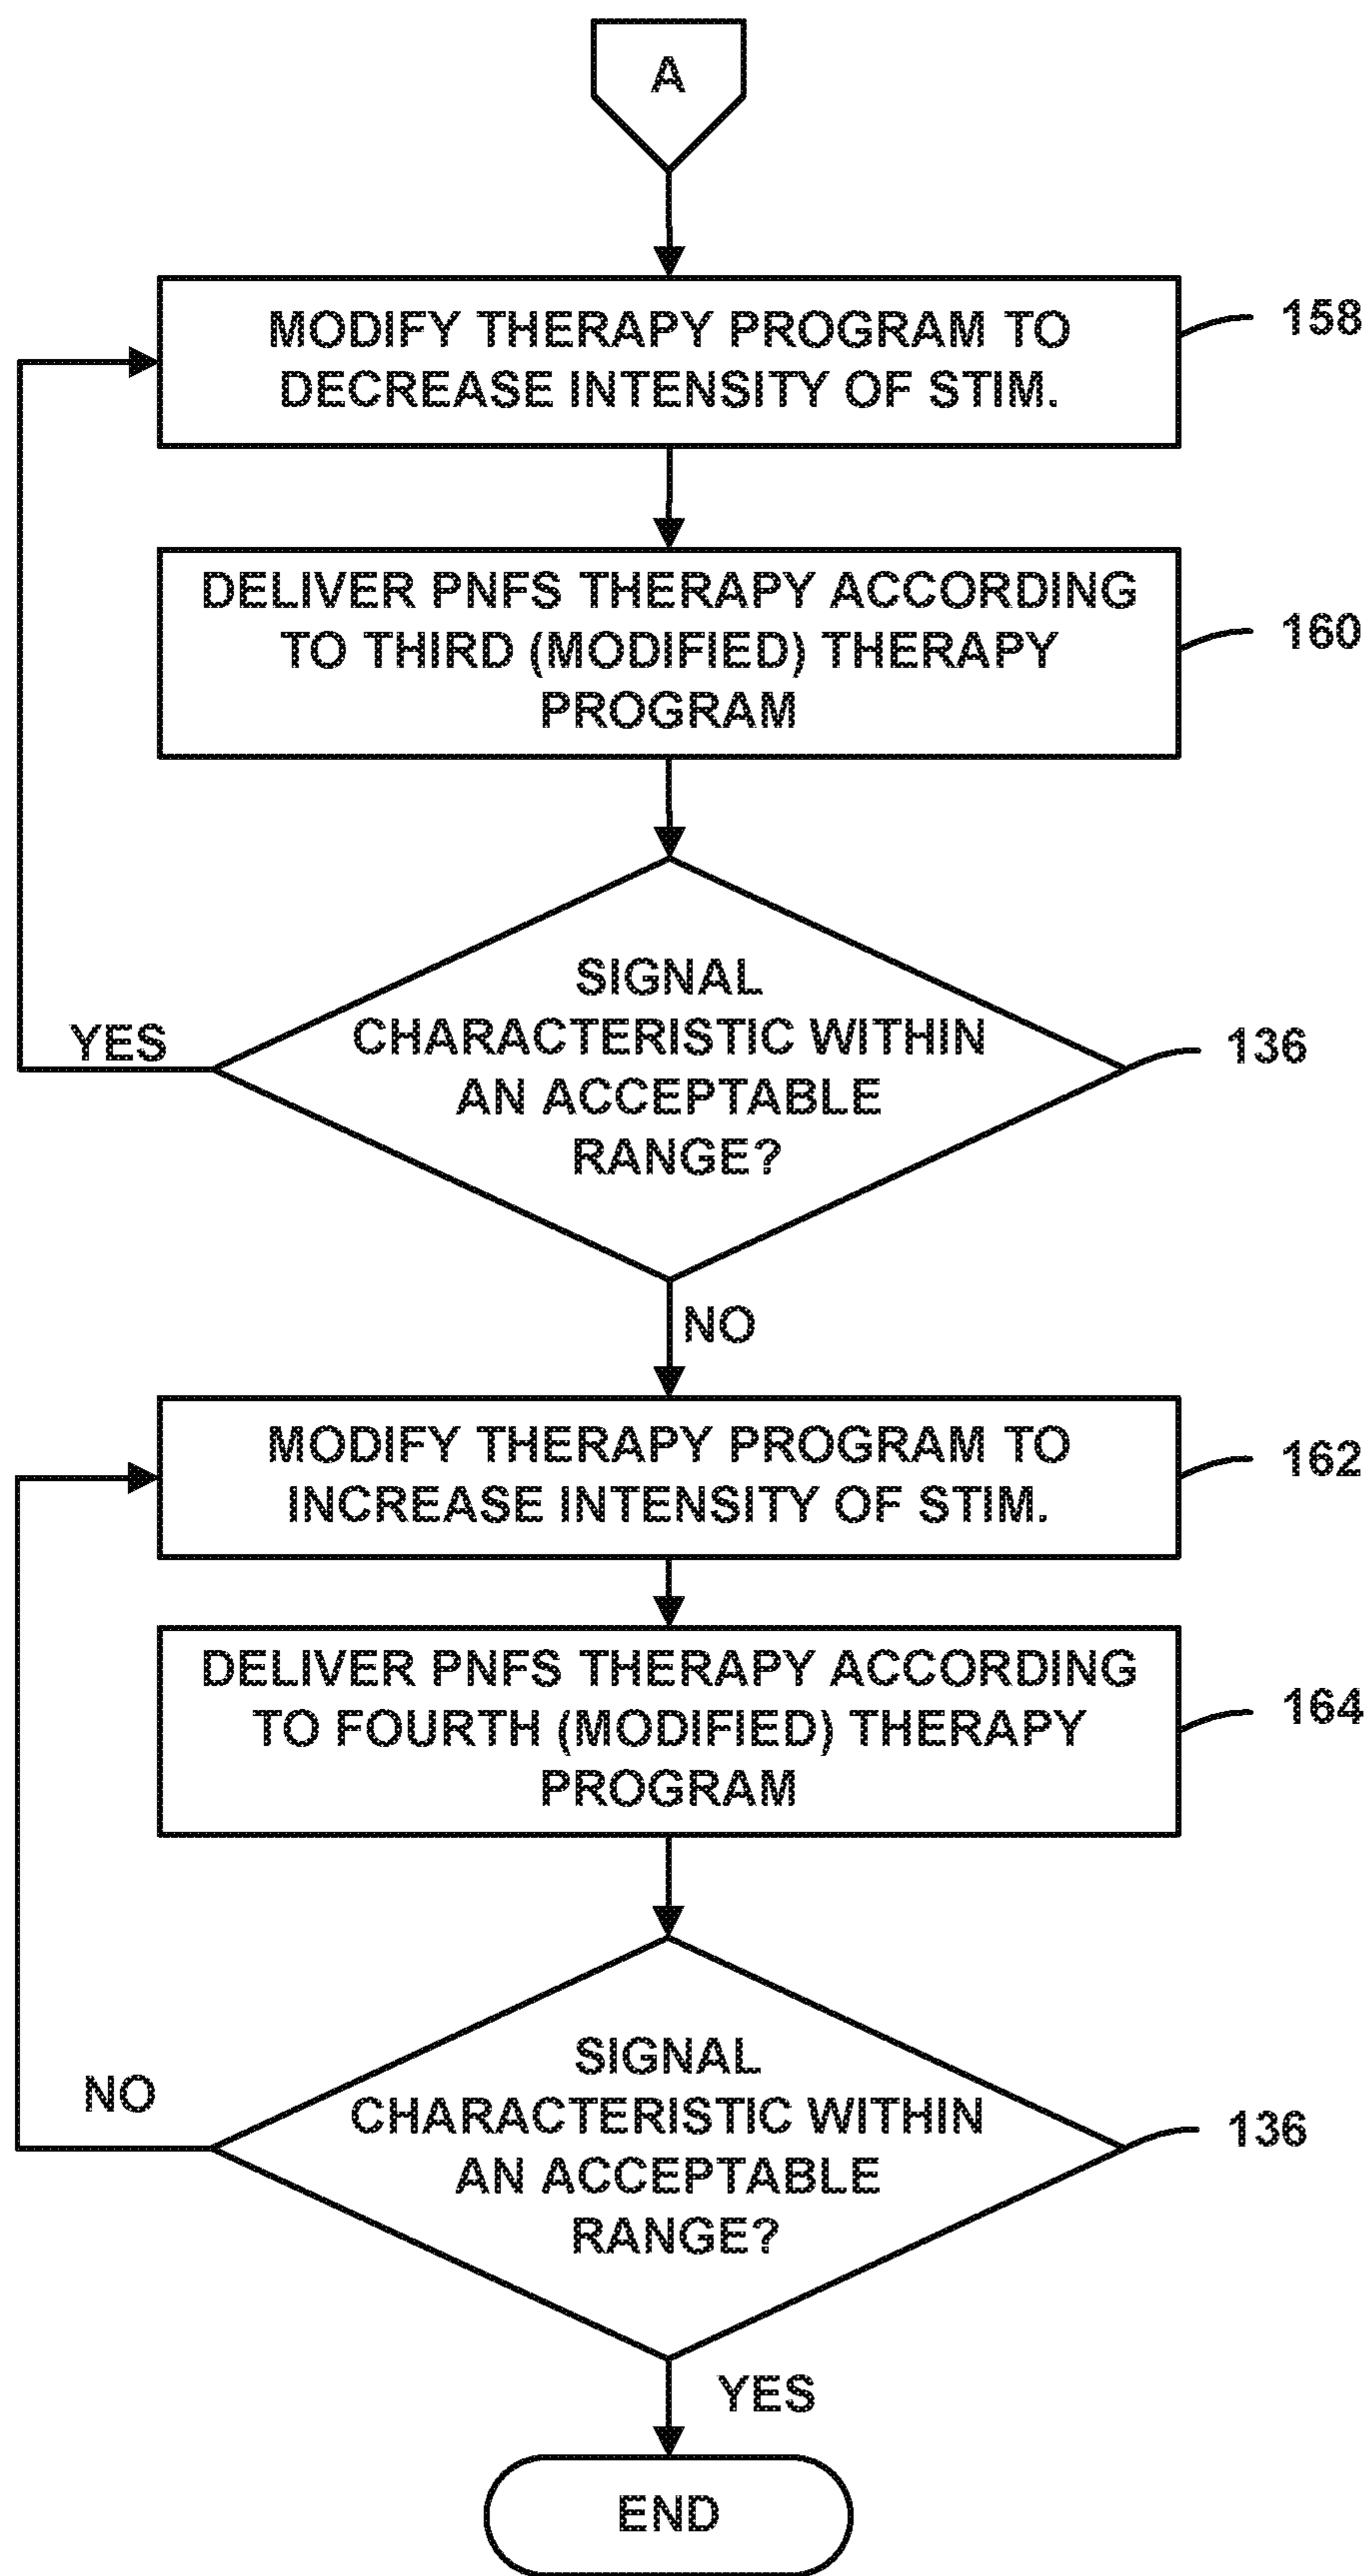 A
MODIFY THERAPY PROGRAM TO
DECREASE INTENSITY OF STIM.
158
DELIVER PNFS THERAPY ACCORDING
TO THIRD (MODIFIED) THERAPY
PROGRAM
160
SIGNAL
CHARACTERISTIC WITHIN
AN ACCEPTABLE
RANGE?
YES
136
NO
MODIFY THERAPY PROGRAM TO
INCREASE INTENSITY OF STIM.
162
DELIVER PNFS THERAPY ACCORDING
TO FOURTH (MODIFIED) THERAPY
PROGRAM
164
SIGNAL
CHARACTERISTIC WITHIN
AN ACCEPTABLE
RANGE?
NO
136
YES
END